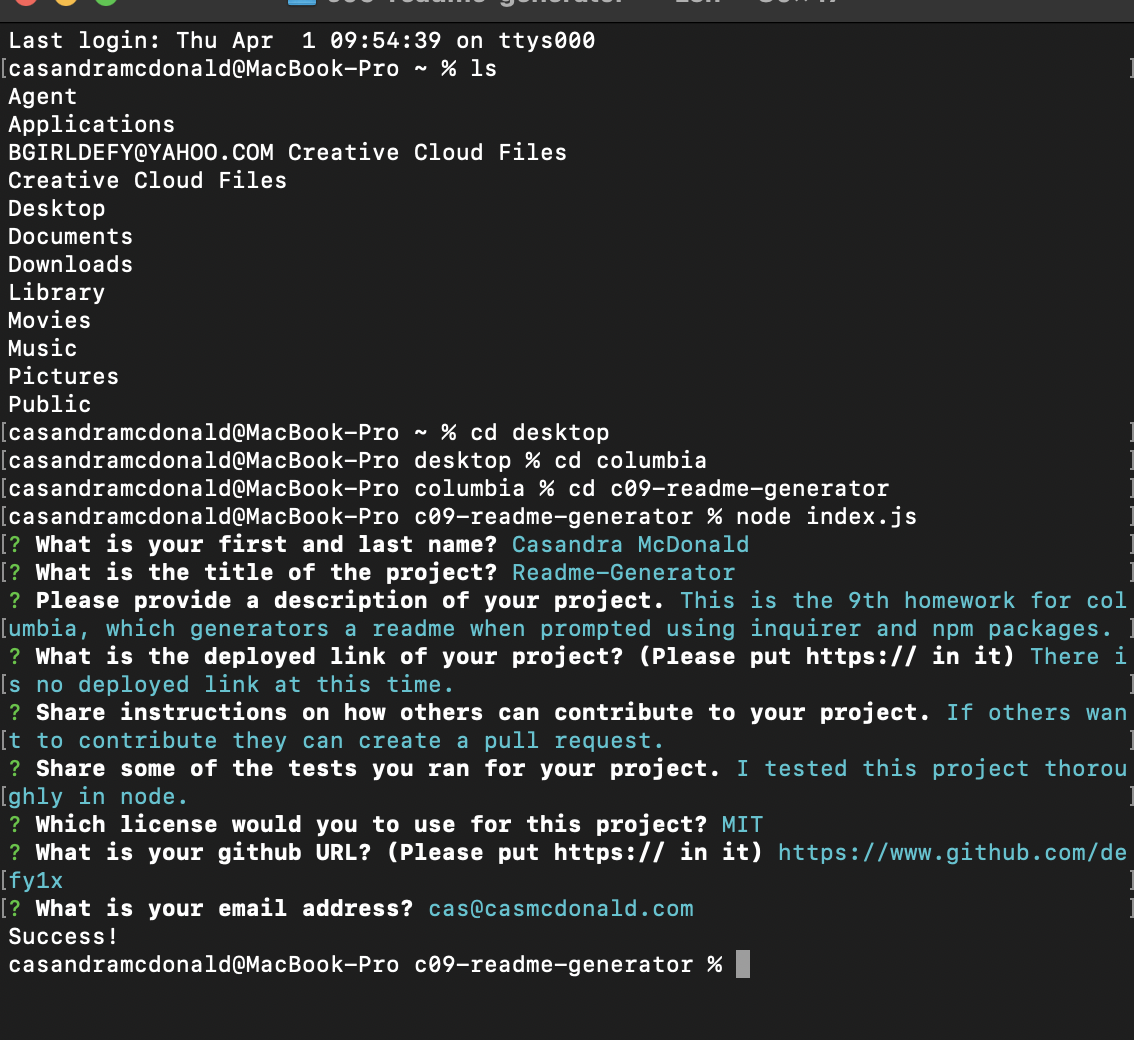 Last login: Thu Apr  1 09:54:39 on ttys000
[casandramcdonald@MacBook-Pro ~ % ls ]
Agent
Applications
BGIRLDEFY@YAHOO.COM Creative Cloud Files
Creative Cloud Files
Desktop
Documents
Downloads
Library
Movies
Music
Pictures
Public
[casandramcdonald@MacBook-Pro ~ % cd desktop ]
[casandramcdonald@MacBook-Pro desktop % cd columbia ]
[casandramcdonald@MacBook-Pro columbia % cd c09-readme-generator ]
[casandramcdonald@MacBook-Pro c09-readme-generator % node index.js ]
[? What is your first and last name? Casandra McDonald ]
[? What is the title of the project? Readme-Generator ]
? Please provide a description of your project. This is the 9th homework for col
[umbia, which generators a readme when prompted using inquirer and npm packages. ]
? What is the deployed link of your project? (Please put https:// in it) There i
[s no deployed link at this time. ]
? Share instructions on how others can contribute to your project. If others wan
[t to contribute they can create a pull request. ]
? Share some of the tests you ran for your project. I tested this project thorou
[ghly in node. ]
? Which license would you to use for this project? MIT
? What is your github URL? (Please put https:// in it) https://www.github.com/de
[fy1x ]
[? What is your email address? cas@casmcdonald.com ]
Success!
casandramcdonald@MacBook-Pro c09-readme-generator %